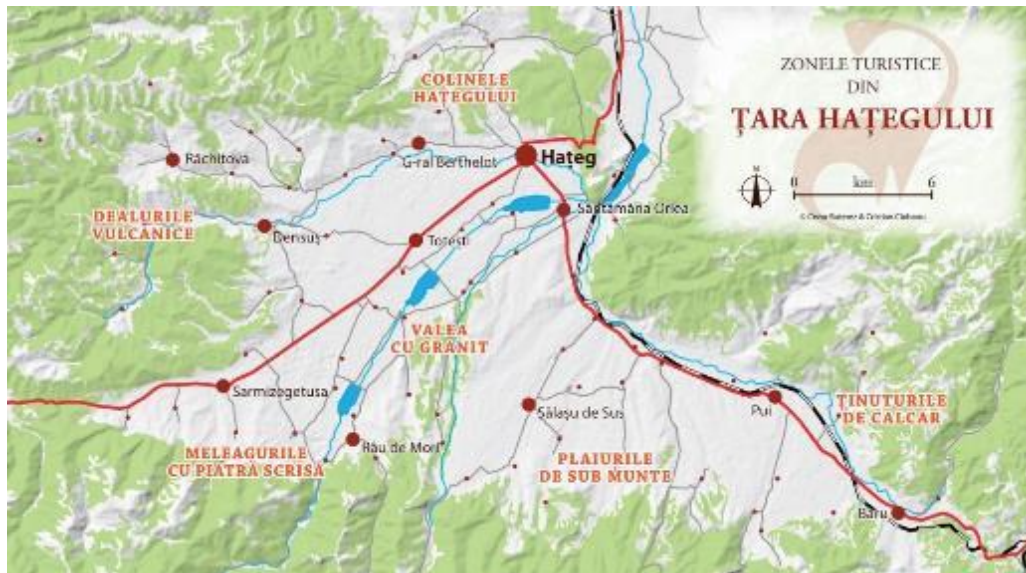 ZONELE TURISTICE
DIN
ȚARA HAȚEGULUI
N
0 km 6
COLINELE
HAȚEGULUI
G-ral Berthelot
Hațeg
Răchitova
Sântămăria Orlea
DEALURILE
VULCANICE
Densuș
Totești
VALEA
CU GRANIT
Sarmizegetusa
Sălașu de Sus
Pui
ȚINUTURILE
DE CALCAR
MELEAGURILE
CU PIATRĂ SCRISĂ
Râu de Mori
PLAIURILE
DE SUB MUNTE
Baru